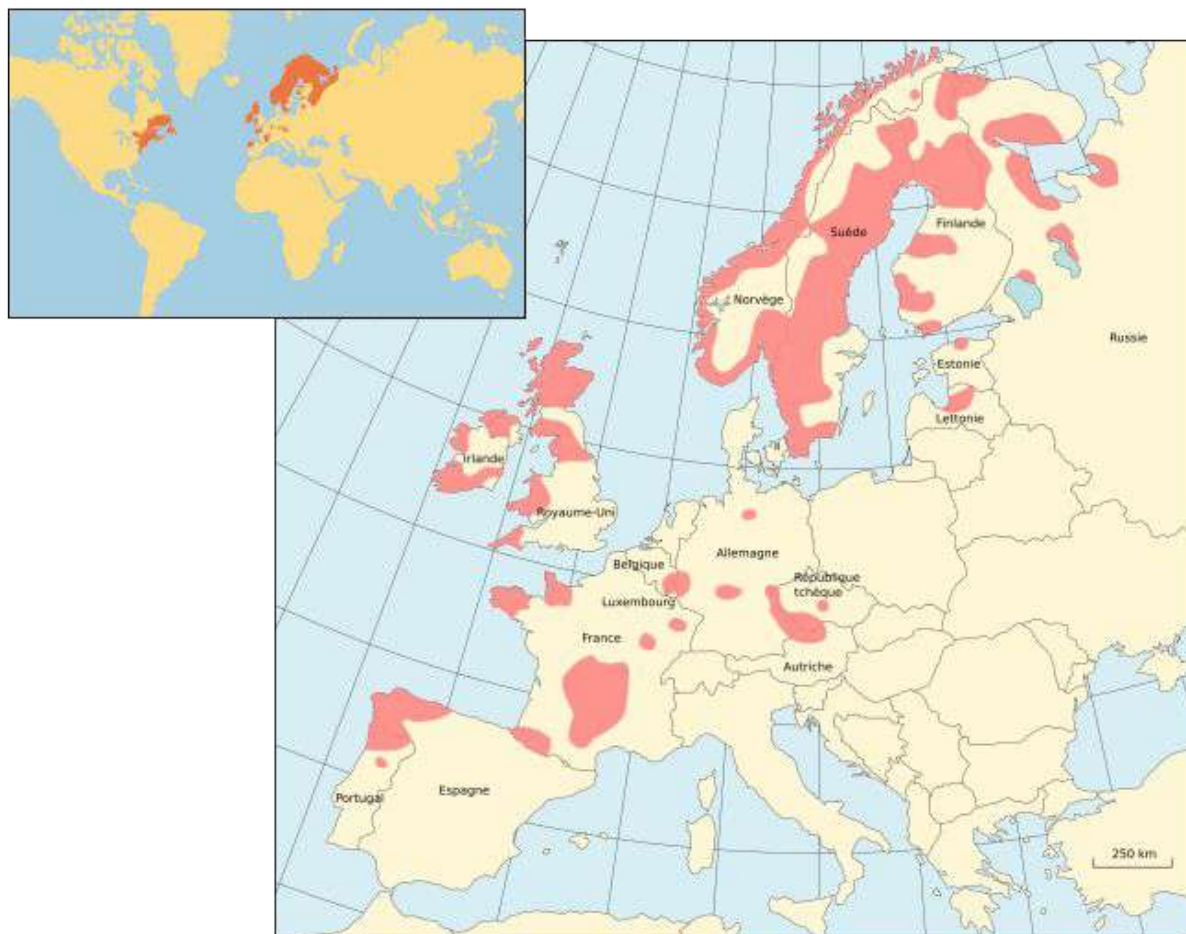 Suède
Finlande
Norvège
Russie
Estonie
Lettonie
Irlande
Royaume-Uni
Allemagne
Belgique
République
tchèque
Luxembourg
France
Autriche
Espagne
Portugal
250 km